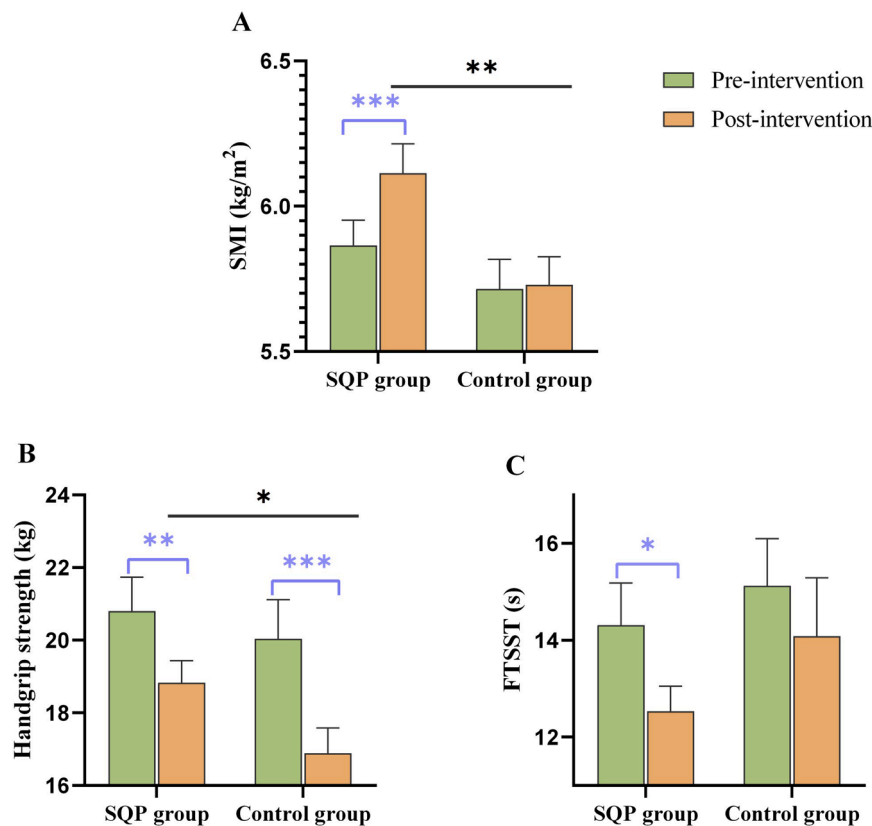 A
6.5
**
Pre-intervention
***
Post-intervention
SMI (kg/m²)
6.0
5.5
SQP group
Control group
B
C
24
*
Handgrip strength (kg)
**
***
22
20
18
16
SQP group
Control group
*
FTSST (s)
16
14
12
SQP group
Control group